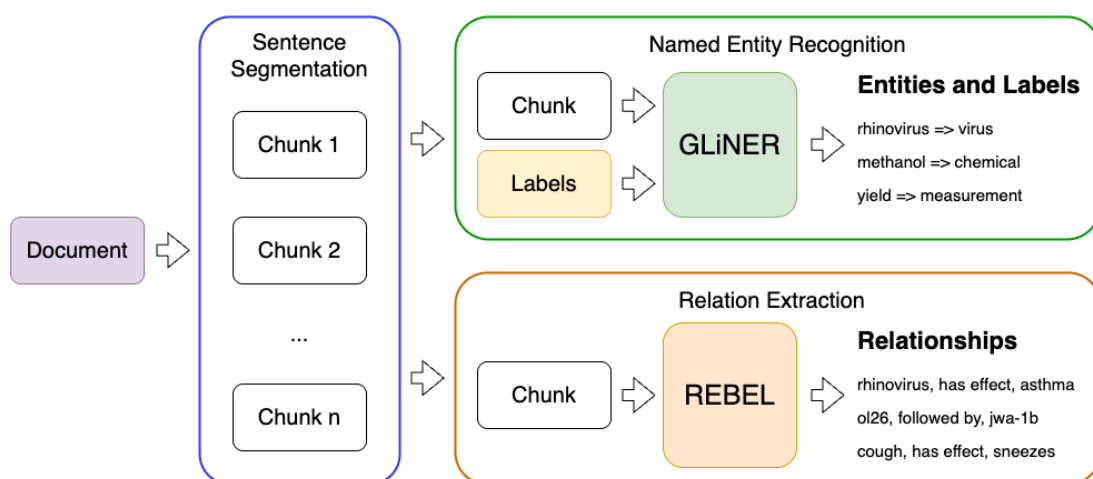 Document
Sentence
Segmentation
Chunk 1
Chunk 2
...
Chunk n
Named Entity Recognition
Chunk
Labels
GLiNER
Entities and Labels
rhinovirus => virus
methanol => chemical
yield => measurement
Relation Extraction
Chunk
REBEL
Relationships
rhinovirus, has effect, asthma
ol26, followed by, jwa-1b
cough, has effect, sneezes